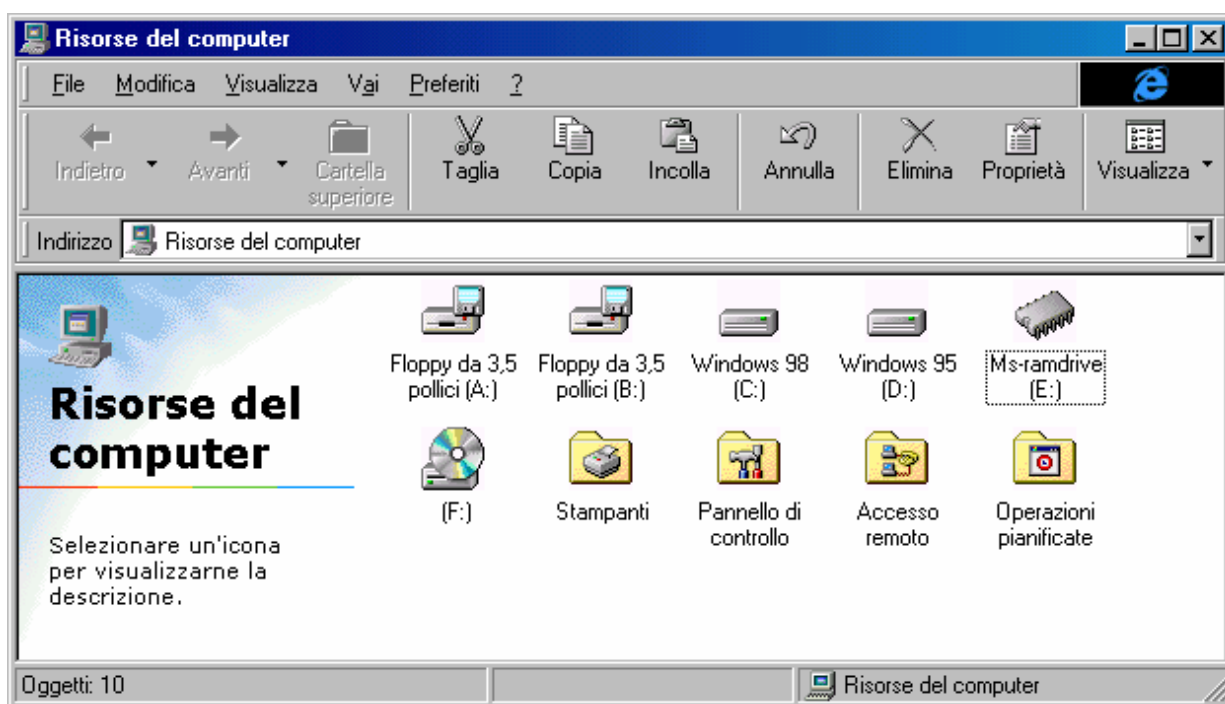 Risorse del computer
File Modifica Visualizza Vai Preferiti ?
Indietro Avanti Cartella superiore Taglia Copia Incolla Annulla Elimina Proprietà Visualizza
Indirizzo Risorse del computer
Risorse del
computer
Selezionare un'icona
per visualizzarne la
descrizione.
Floppy da 3,5 pollici (A:)
Floppy da 3,5 pollici (B:)
Windows 98 (C:)
Windows 95 (D:)
Ms-ramdrive (E:)
(F:)
Stampanti
Pannello di controllo
Accesso remoto
Operazioni pianificate
Oggetti: 10
Risorse del computer